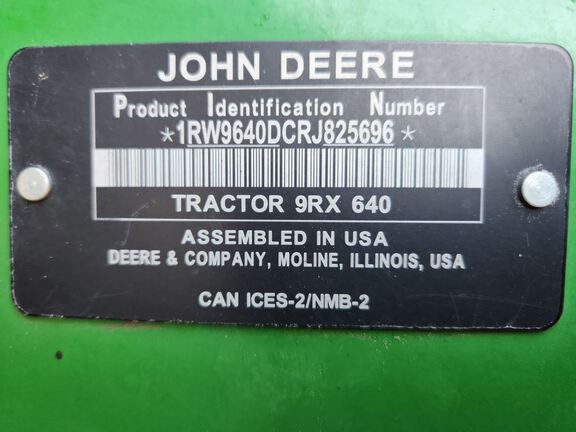 JOHN DEERE
Product Identification Number
*1RW9640DCRJ825696*
TRACTOR 9RX 640
ASSEMBLED IN USA
DEERE & COMPANY, MOLINE, ILLINOIS, USA
CAN ICES-2/NMB-2